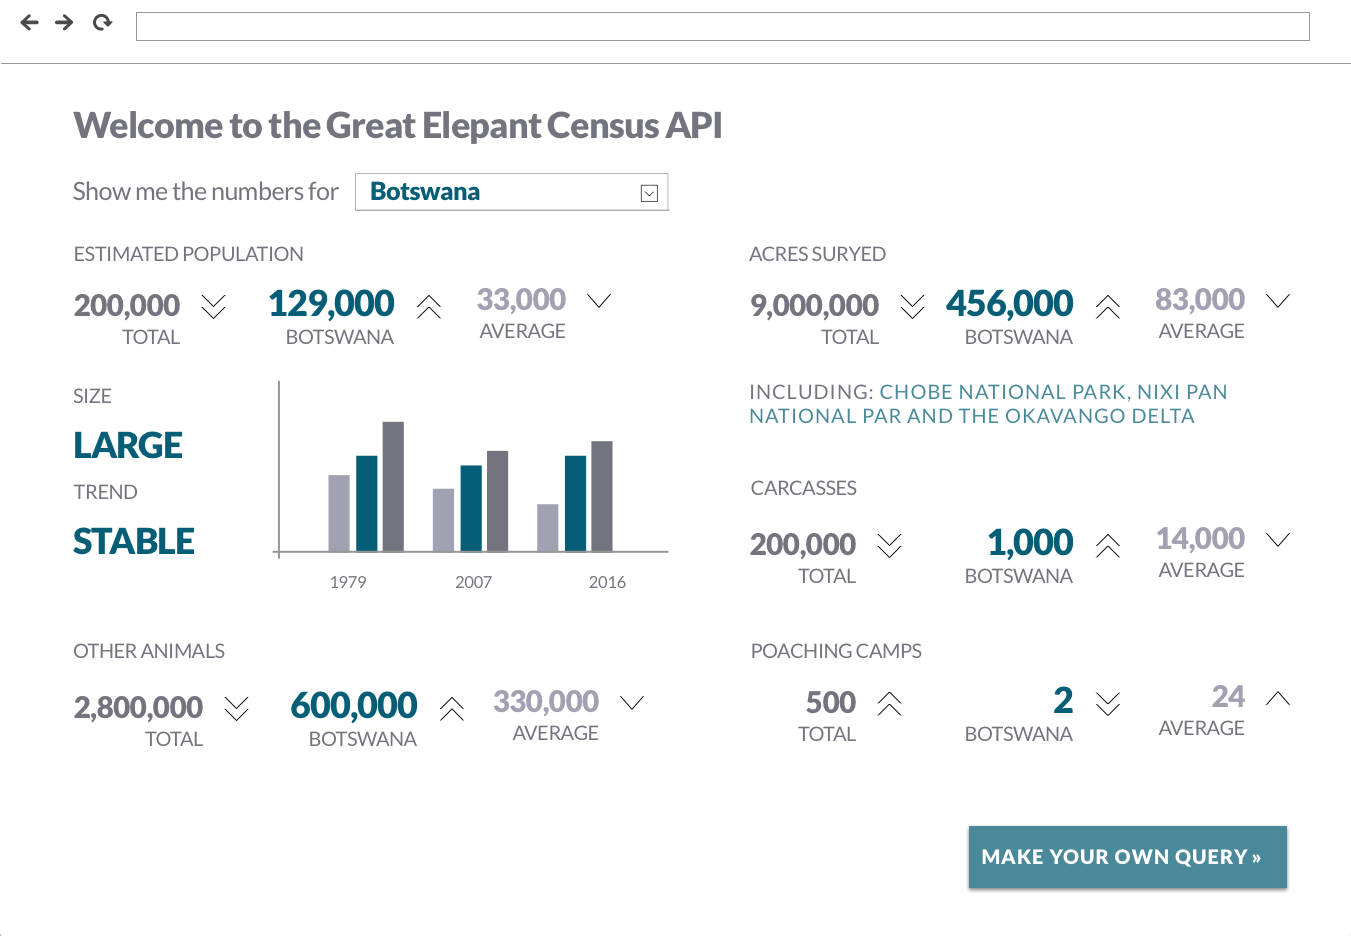 Welcome to the Great Elepant Census API
Show me the numbers for Botswana
ESTIMATED POPULATION
200,000 129,000 33,000
TOTAL BOTSWANA AVERAGE
ACRES SURYED
9,000,000 456,000 83,000
TOTAL BOTSWANA AVERAGE
SIZE
LARGE
TREND
STABLE
1979 2007 2016
INCLUDING: CHOBE NATIONAL PARK, NIXI PAN
NATIONAL PAR AND THE OKAVANGO DELTA
CARCASSES
200,000 1,000 14,000
TOTAL BOTSWANA AVERAGE
OTHER ANIMALS
2,800,000 600,000 330,000
TOTAL BOTSWANA AVERAGE
POACHING CAMPS
500 2 24
TOTAL BOTSWANA AVERAGE
MAKE YOUR OWN QUERY »